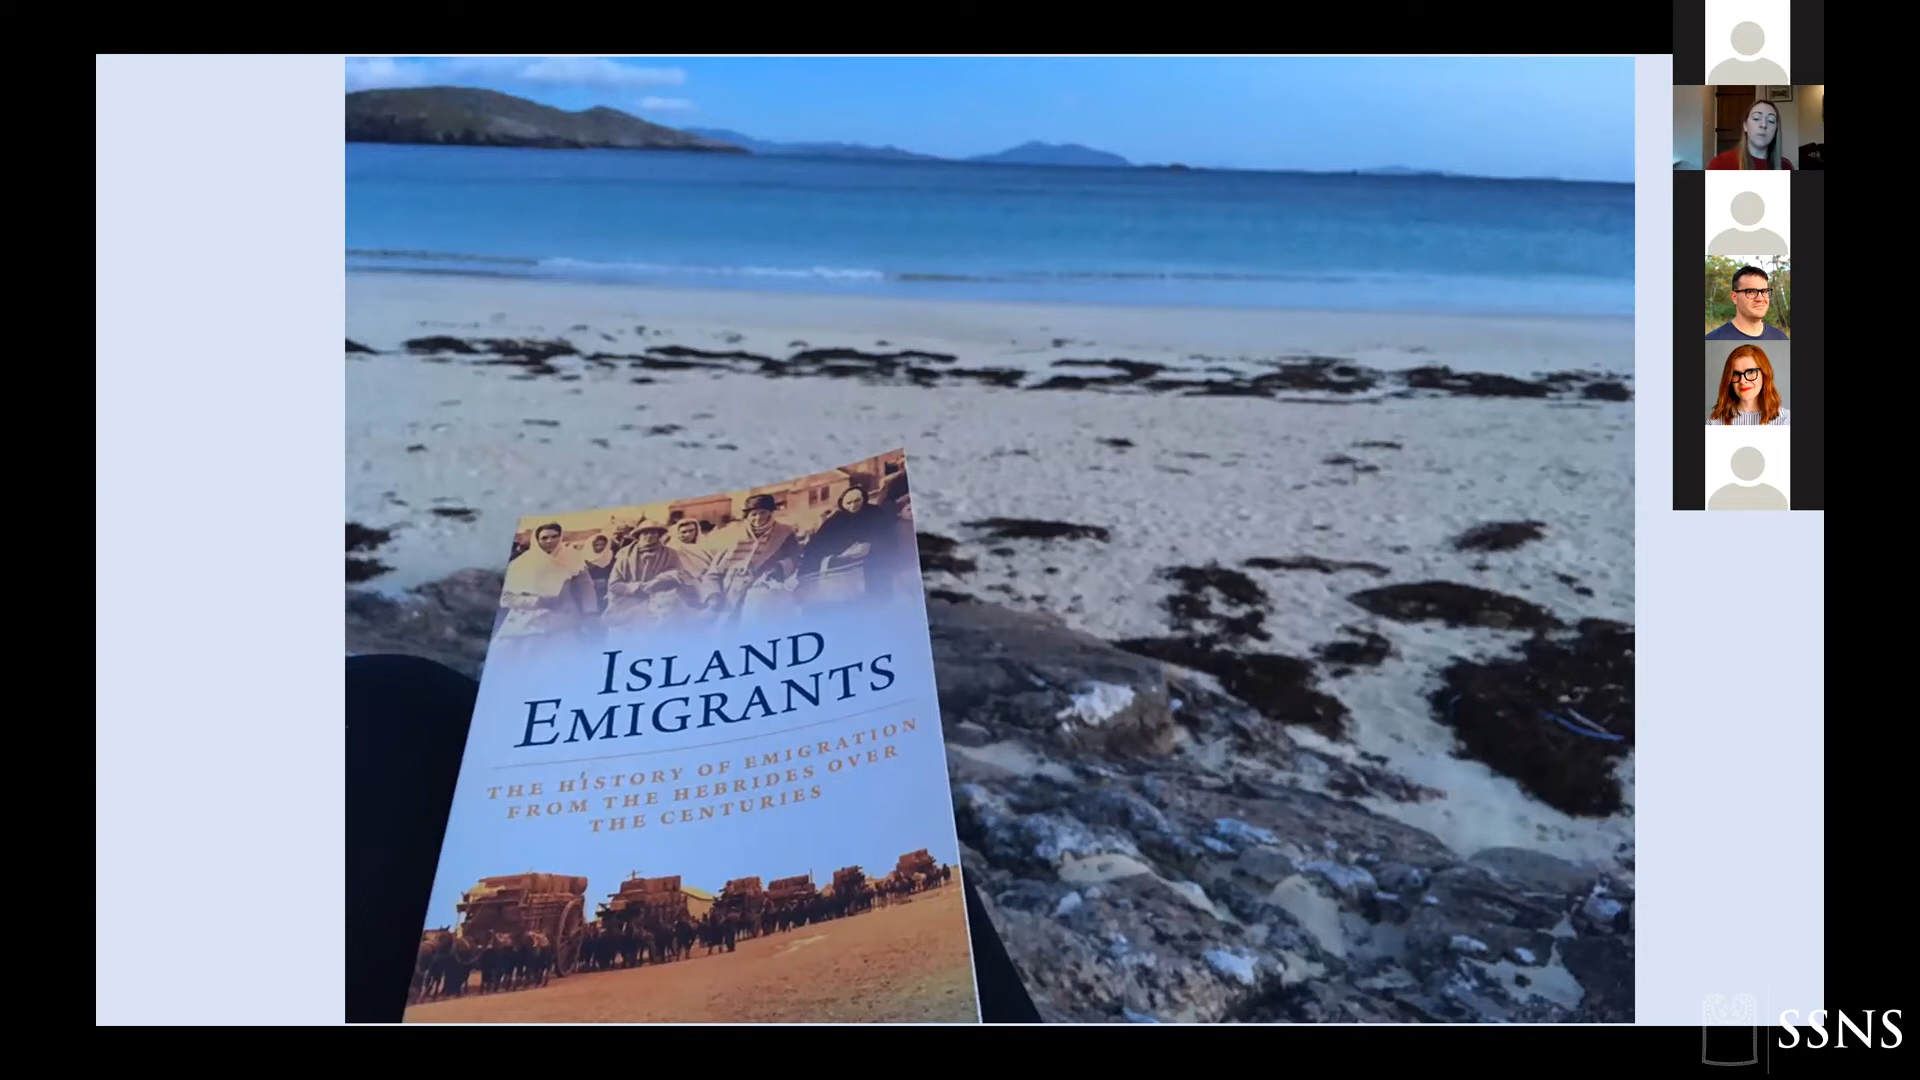 ISLAND
EMIGRANTS
THE HISTORY OF EMIGRATION
FROM THE HEBRIDES OVER
THE CENTURIES
SSNS